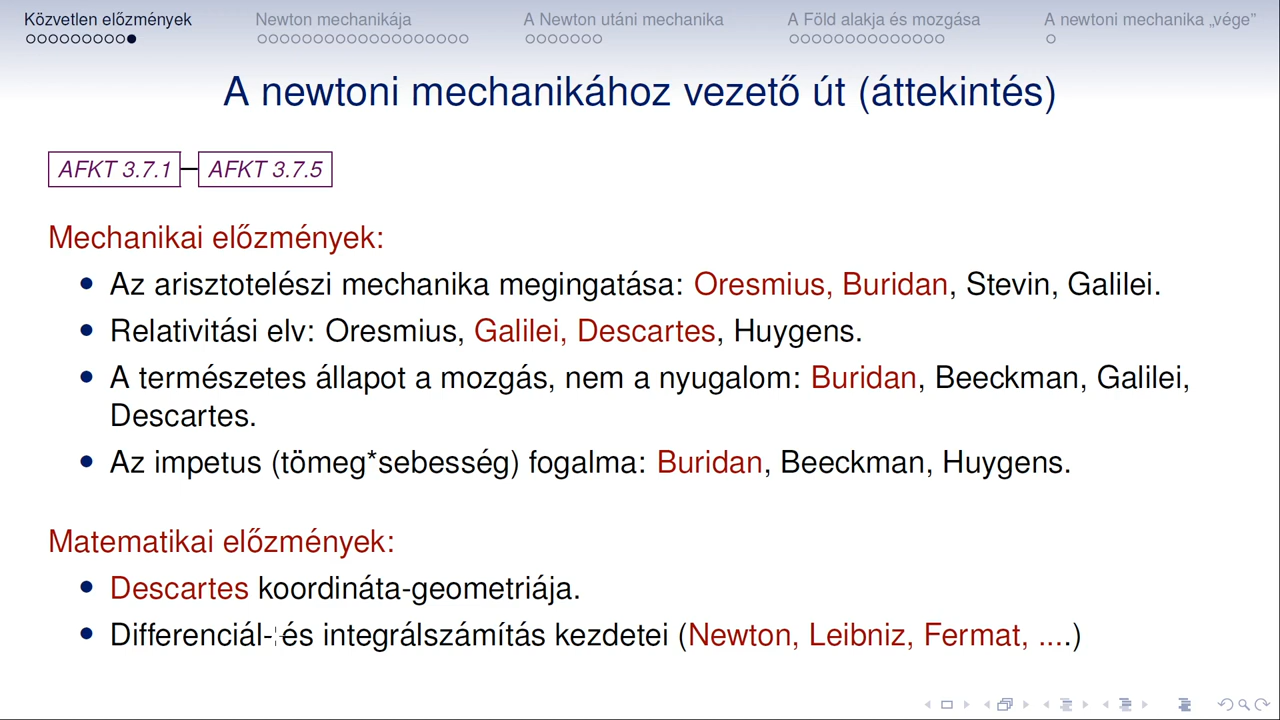 Közvetlen előzmények
Newton mechanikája
A Newton utáni mechanika
A Föld alakja és mozgása
A newtoni mechanika „vége”
A newtoni mechanikához vezető út (áttekintés)
AFKT 3.7.1 – AFKT 3.7.5
Mechanikai előzmények:
• Az arisztotelészi mechanika megingatása: Oresmius, Buridan, Stevin, Galilei.
• Relativitási elv: Oresmius, Galilei, Descartes, Huygens.
• A természetes állapot a mozgás, nem a nyugalom: Buridan, Beeckman, Galilei,
Descartes.
• Az impetus (tömeg*sebesség) fogalma: Buridan, Beeckman, Huygens.
Matematikai előzmények:
• Descartes koordináta-geometriája.
• Differenciál- és integrálszámítás kezdetei (Newton, Leibniz, Fermat, ....)